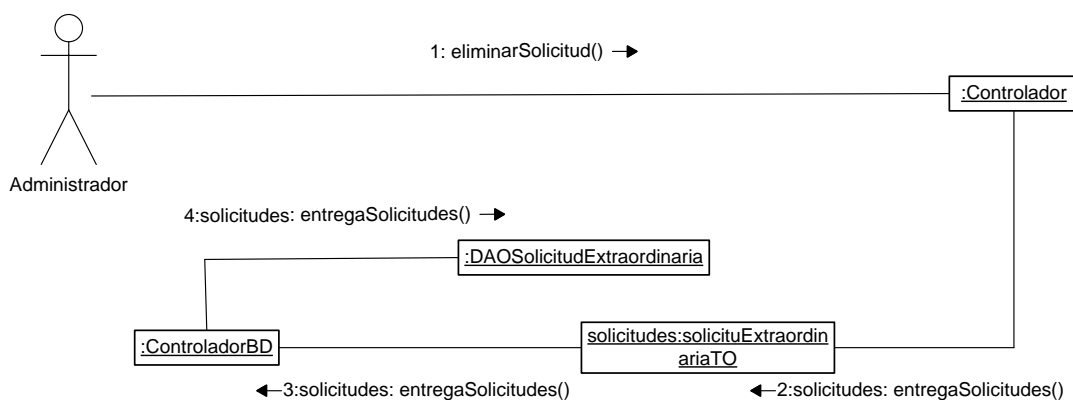 1: eliminarSolicitud()
:Controlador
Administrador
4:solicitudes: entregaSolicitudes()
:DAOSolicitudExtraordinaria
:ControladorBD
solicitudes:solicituExtraordin
ariaTO
3:solicitudes: entregaSolicitudes()
2:solicitudes: entregaSolicitudes()